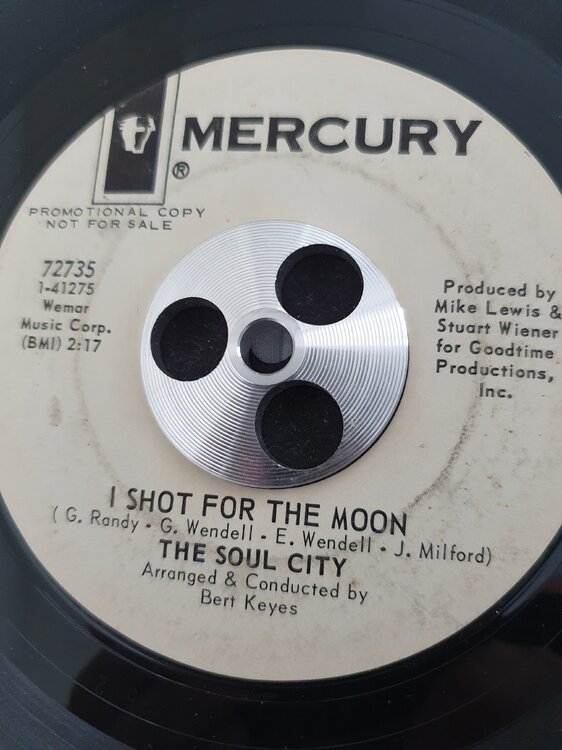 MERCURY
®
PROMOTIONAL COPY
NOT FOR SALE
72735
1-41275
Wemar
Music Corp.
(BMI) 2:17
Produced by
Mike Lewis &
Stuart Wiener
for Goodtime
Productions,
Inc.
I SHOT FOR THE MOON
( G. Randy - G. Wendell - E. Wendell - J. Milford)
THE SOUL CITY
Arranged & Conducted by
Bert Keyes